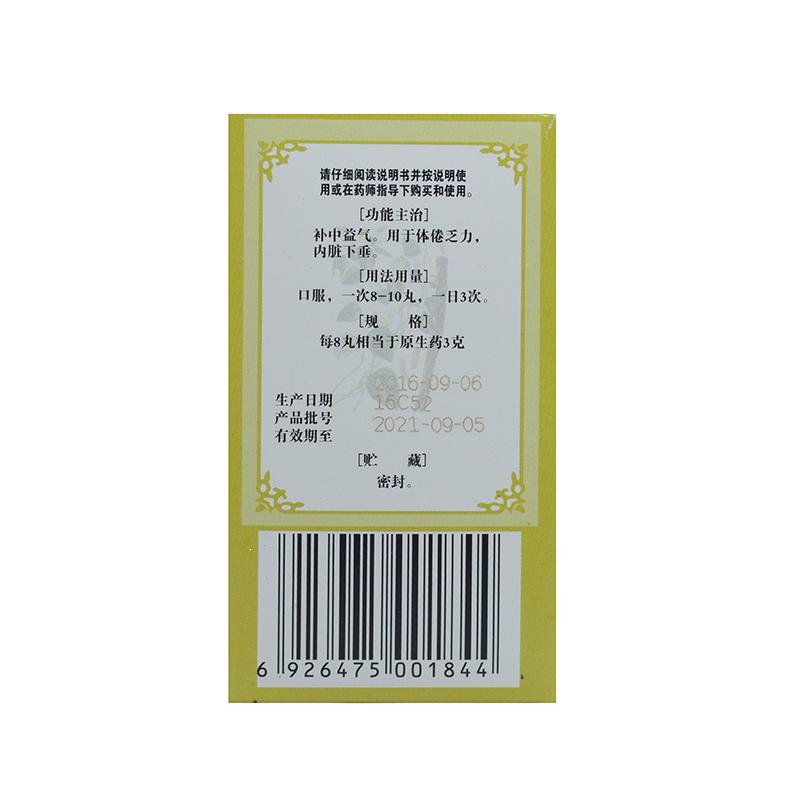 请仔细阅读说明书并按说明使
用或在药师指导下购买和使用。
[功能主治]
补中益气。用于体倦乏力,
内脏下垂。
[用法用量]
口服,一次8-10丸,一日3次。
[规 格]
每8丸相当于原生药3克
生产日期 2016-09-06
产品批号 16C52
有效期至 2021-09-05
[贮 藏]
密封。
6 926475 001844